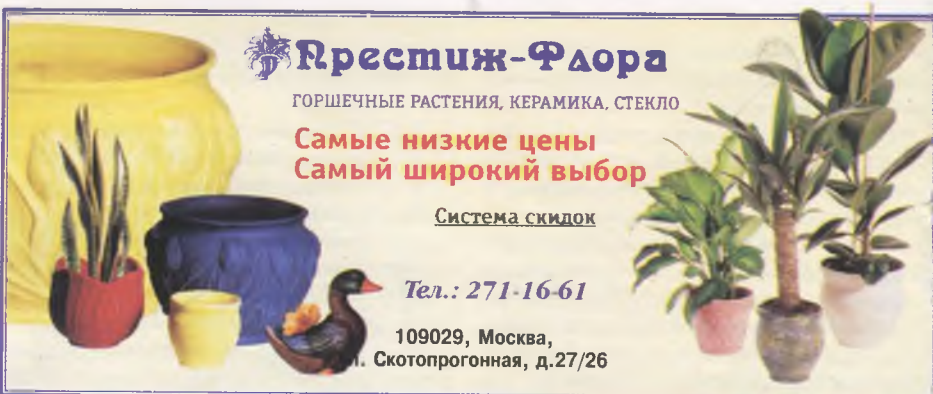 Престиж-Флора
ГОРШЕЧНЫЕ РАСТЕНИЯ, КЕРАМИКА, СТЕКЛО
Самые низкие цены
Самый широкий выбор
Система скидок
Тел.: 271-16-61
109029, Москва,
Скотопрогонная, д.27/26